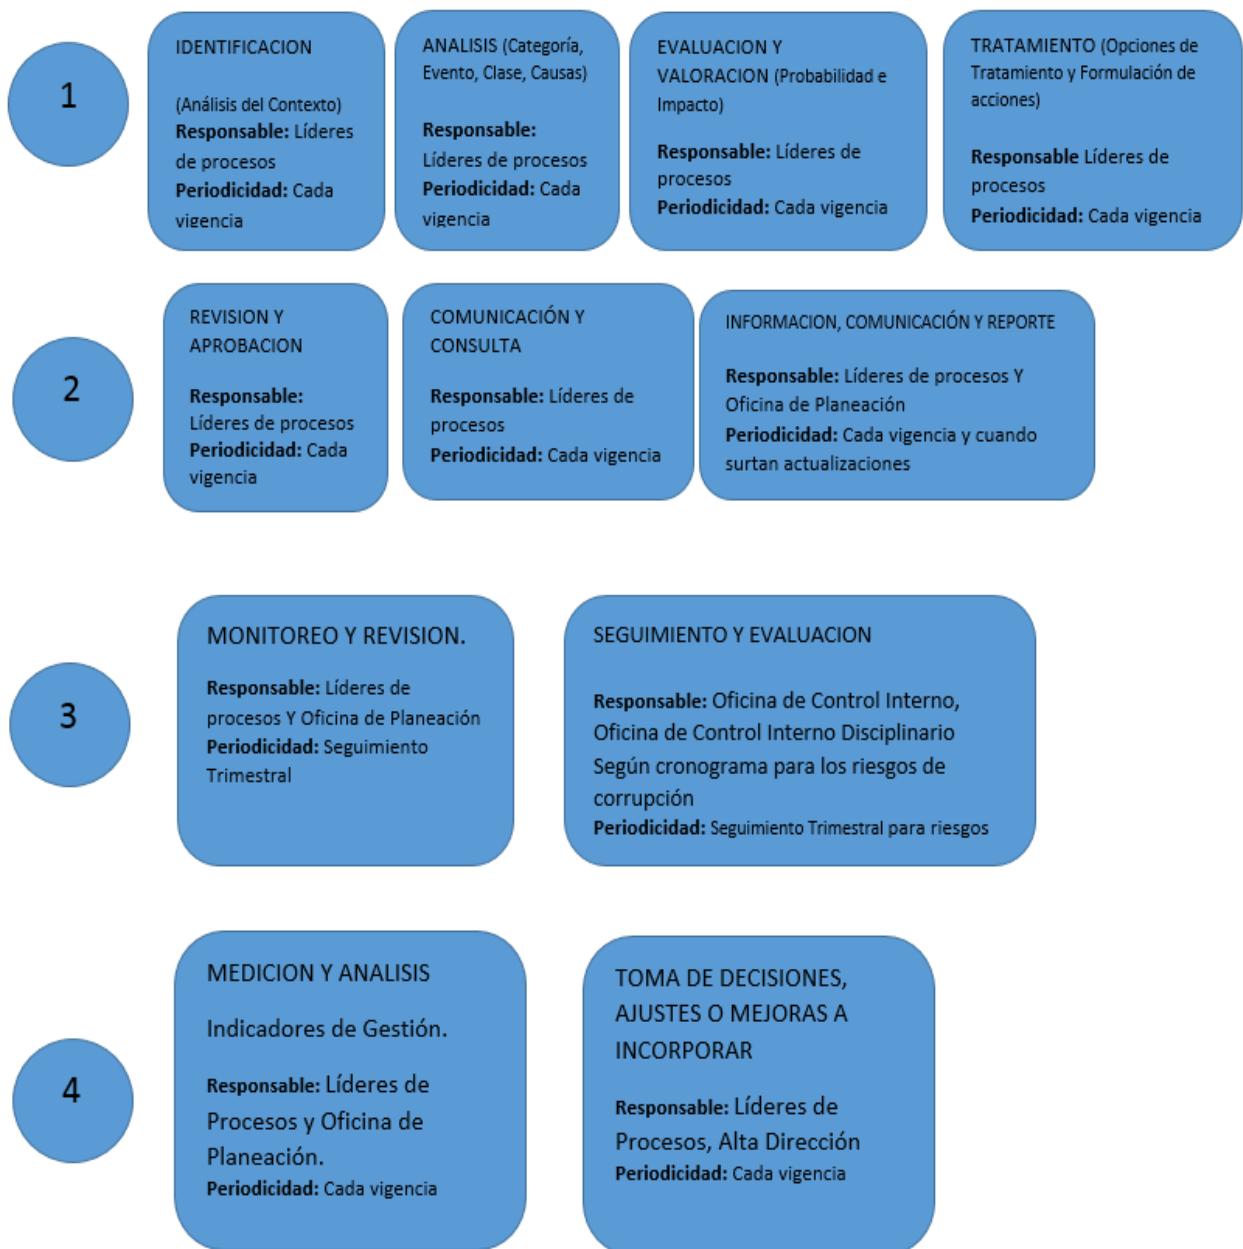 1
IDENTIFICACION
(Análisis del Contexto)
Responsable: Líderes
de procesos
Periodicidad: Cada
vigencia
ANALISIS (Categoría,
Evento, Clase, Causas)
Responsable:
Líderes de procesos
Periodicidad: Cada
vigencia
EVALUACION Y
VALORACION (Probabilidad e
Impacto)
Responsable: Líderes de
procesos
Periodicidad: Cada vigencia
TRATAMIENTO (Opciones de
Tratamiento y Formulación de
acciones)
Responsable Líderes de
procesos
Periodicidad: Cada vigencia
2
REVISION Y
APROBACION
Responsable:
Líderes de procesos
Periodicidad: Cada
vigencia
COMUNICACIÓN Y
CONSULTA
Responsable: Líderes de
procesos
Periodicidad: Cada vigencia
INFORMACION, COMUNICACIÓN Y REPORTE
Responsable: Líderes de procesos Y
Oficina de Planeación
Periodicidad: Cada vigencia y cuando
surtan actualizaciones
3
MONITOREO Y REVISION.
Responsable: Líderes de
procesos Y Oficina de Planeación
Periodicidad: Seguimiento
Trimestral
SEGUIMIENTO Y EVALUACION
Responsable: Oficina de Control Interno,
Oficina de Control Interno Disciplinario
Según cronograma para los riesgos de
corrupción
Periodicidad: Seguimiento Trimestral para riesgos
4
MEDICION Y ANALISIS
Indicadores de Gestión.
Responsable: Líderes de
Procesos y Oficina de
Planeación.
Periodicidad: Cada vigencia
TOMA DE DECISIONES,
AJUSTES O MEJORAS A
INCORPORAR
Responsable: Líderes de
Procesos, Alta Dirección
Periodicidad: Cada vigencia